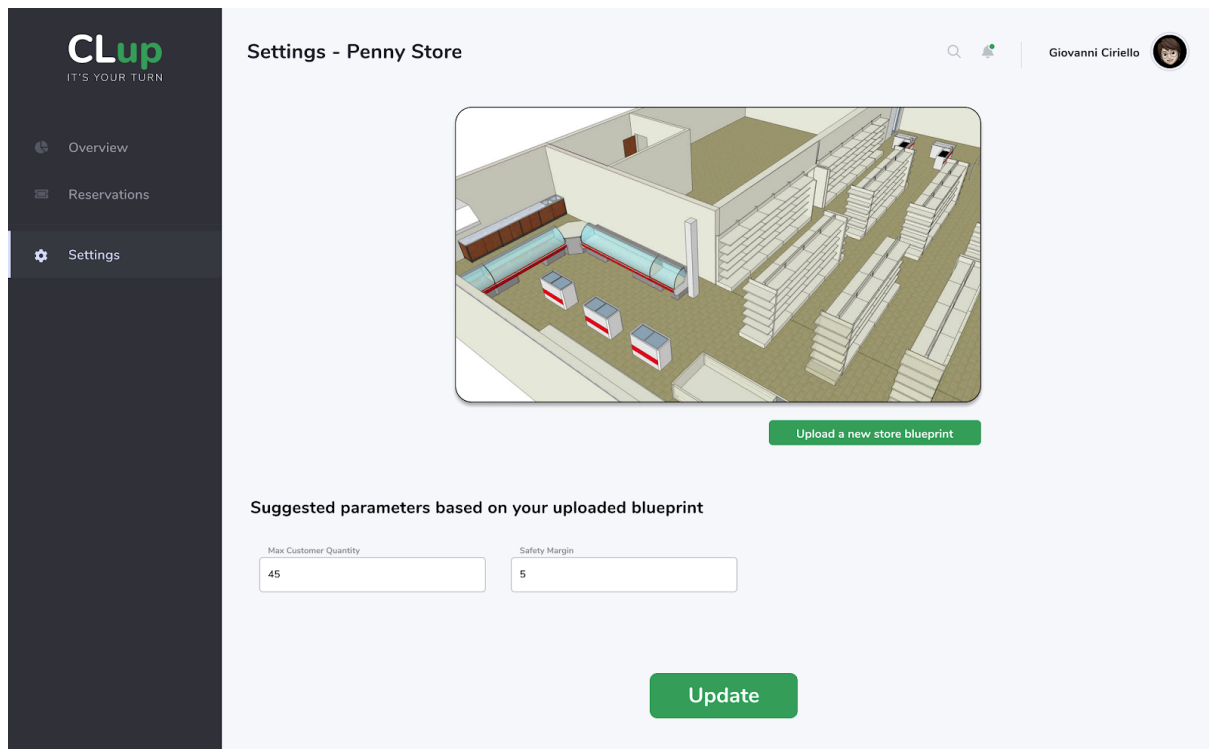 CLup
IT'S YOUR TURN
Overview
Reservations
Settings
Settings - Penny Store
Giovanni Ciriello
Upload a new store blueprint
Suggested parameters based on your uploaded blueprint
Max Customer Quantity
45
Safety Margin
5
Update